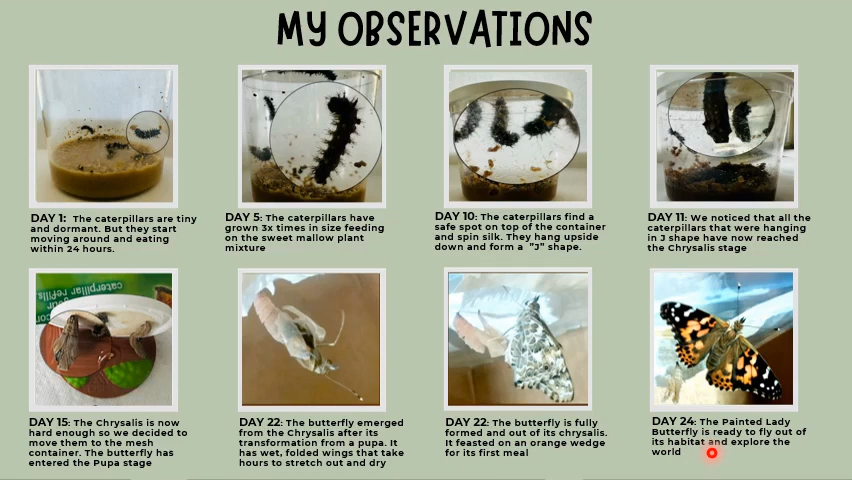 MY OBSERVATIONS
DAY 1: The caterpillars are tiny
and dormant. But they start
moving around and eating
within 24 hours.
DAY 5: The caterpillars have
grown 3x times in size feeding
on the sweet mallow plant
mixture
DAY 10: The caterpillars find a
safe spot on top of the container
and spin silk. They hang upside
down and form a "J" shape.
DAY 11: We noticed that all the
caterpillars that were hanging
in J shape have now reached
the Chrysalis stage
caterpillar refills
DAY 15: The Chrysalis is now
hard enough so we decided to
move them to the mesh
container. The butterfly has
entered the Pupa stage
DAY 22: The butterfly emerged
from the Chrysalis after its
transformation from a pupa. It
has wet, folded wings that take
hours to stretch out and dry
DAY 22: The butterfly is fully
formed and out of its chrysalis.
It feasted on an orange wedge
for its first meal
DAY 24: The Painted Lady
Butterfly is ready to fly out of
its habitat and explore the
world